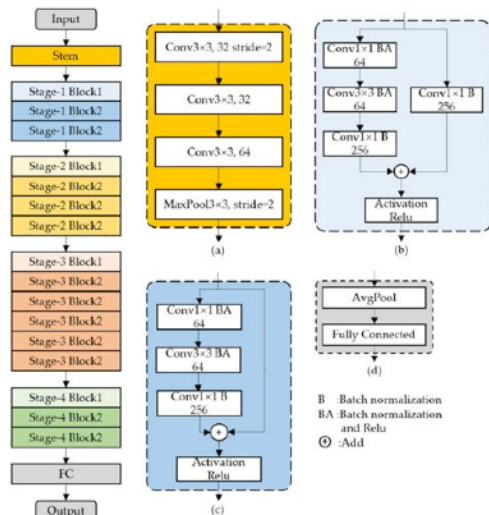 Input
Stem
Stage-1 Block1
Stage-1 Block2
Stage-1 Block2
Stage-2 Block1
Stage-2 Block2
Stage-2 Block2
Stage-2 Block2
Stage-3 Block1
Stage-3 Block2
Stage-3 Block2
Stage-3 Block2
Stage-3 Block2
Stage-3 Block2
Stage-4 Block1
Stage-4 Block2
Stage-4 Block2
FC
Output
Conv3×3, 32 stride=2
Conv3×3, 32
Conv3×3, 64
MaxPool3×3, stride=2
(a)
Conv1×1 BA
64
Conv3×3 BA
64
Conv1×1 B
256
Conv1×1 B
256
+
Activation
Relu
(b)
Conv1×1 BA
64
Conv3×3 BA
64
Conv1×1 B
256
+
Activation
Relu
(c)
AvgPool
Fully Connected
(d)
B :Batch normalization
BA :Batch normalization
and Relu
+ :Add